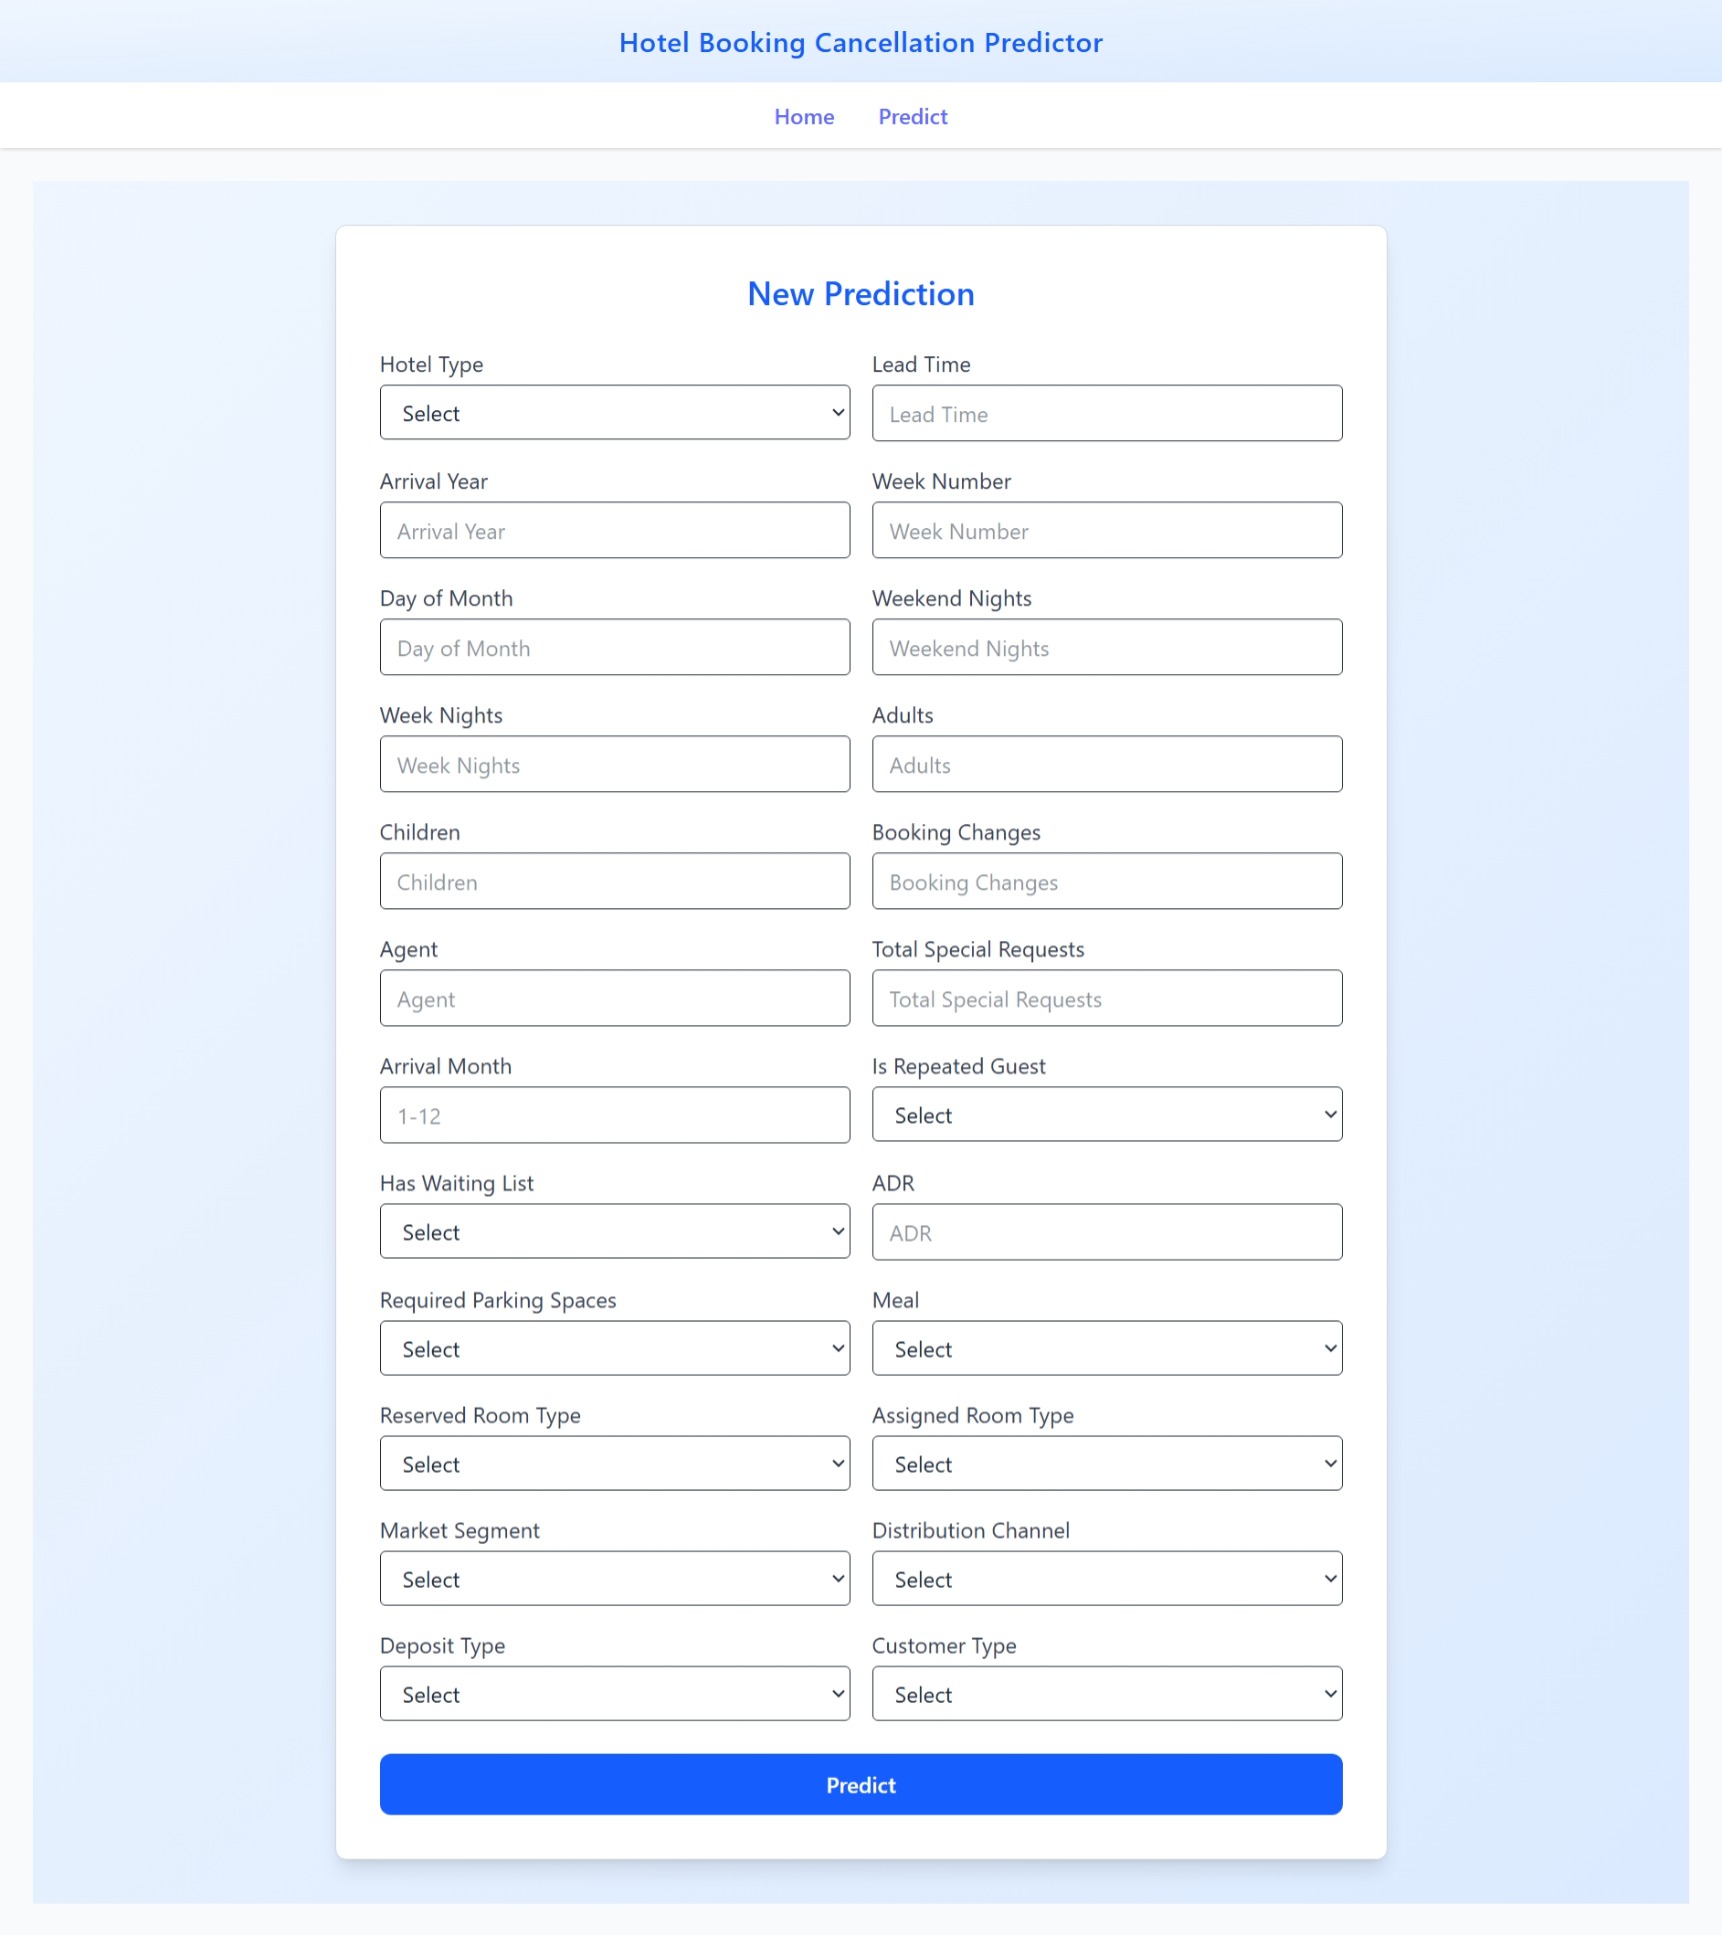 Hotel Booking Cancellation Predictor
Home Predict
New Prediction
Hotel Type Lead Time
Select Lead Time
Arrival Year Week Number
Arrival Year Week Number
Day of Month Weekend Nights
Day of Month Weekend Nights
Week Nights Adults
Week Nights Adults
Children Booking Changes
Children Booking Changes
Agent Total Special Requests
Agent Total Special Requests
Arrival Month Is Repeated Guest
1-12 Select
Has Waiting List ADR
Select ADR
Required Parking Spaces Meal
Select Select
Reserved Room Type Assigned Room Type
Select Select
Market Segment Distribution Channel
Select Select
Deposit Type Customer Type
Select Select
Predict